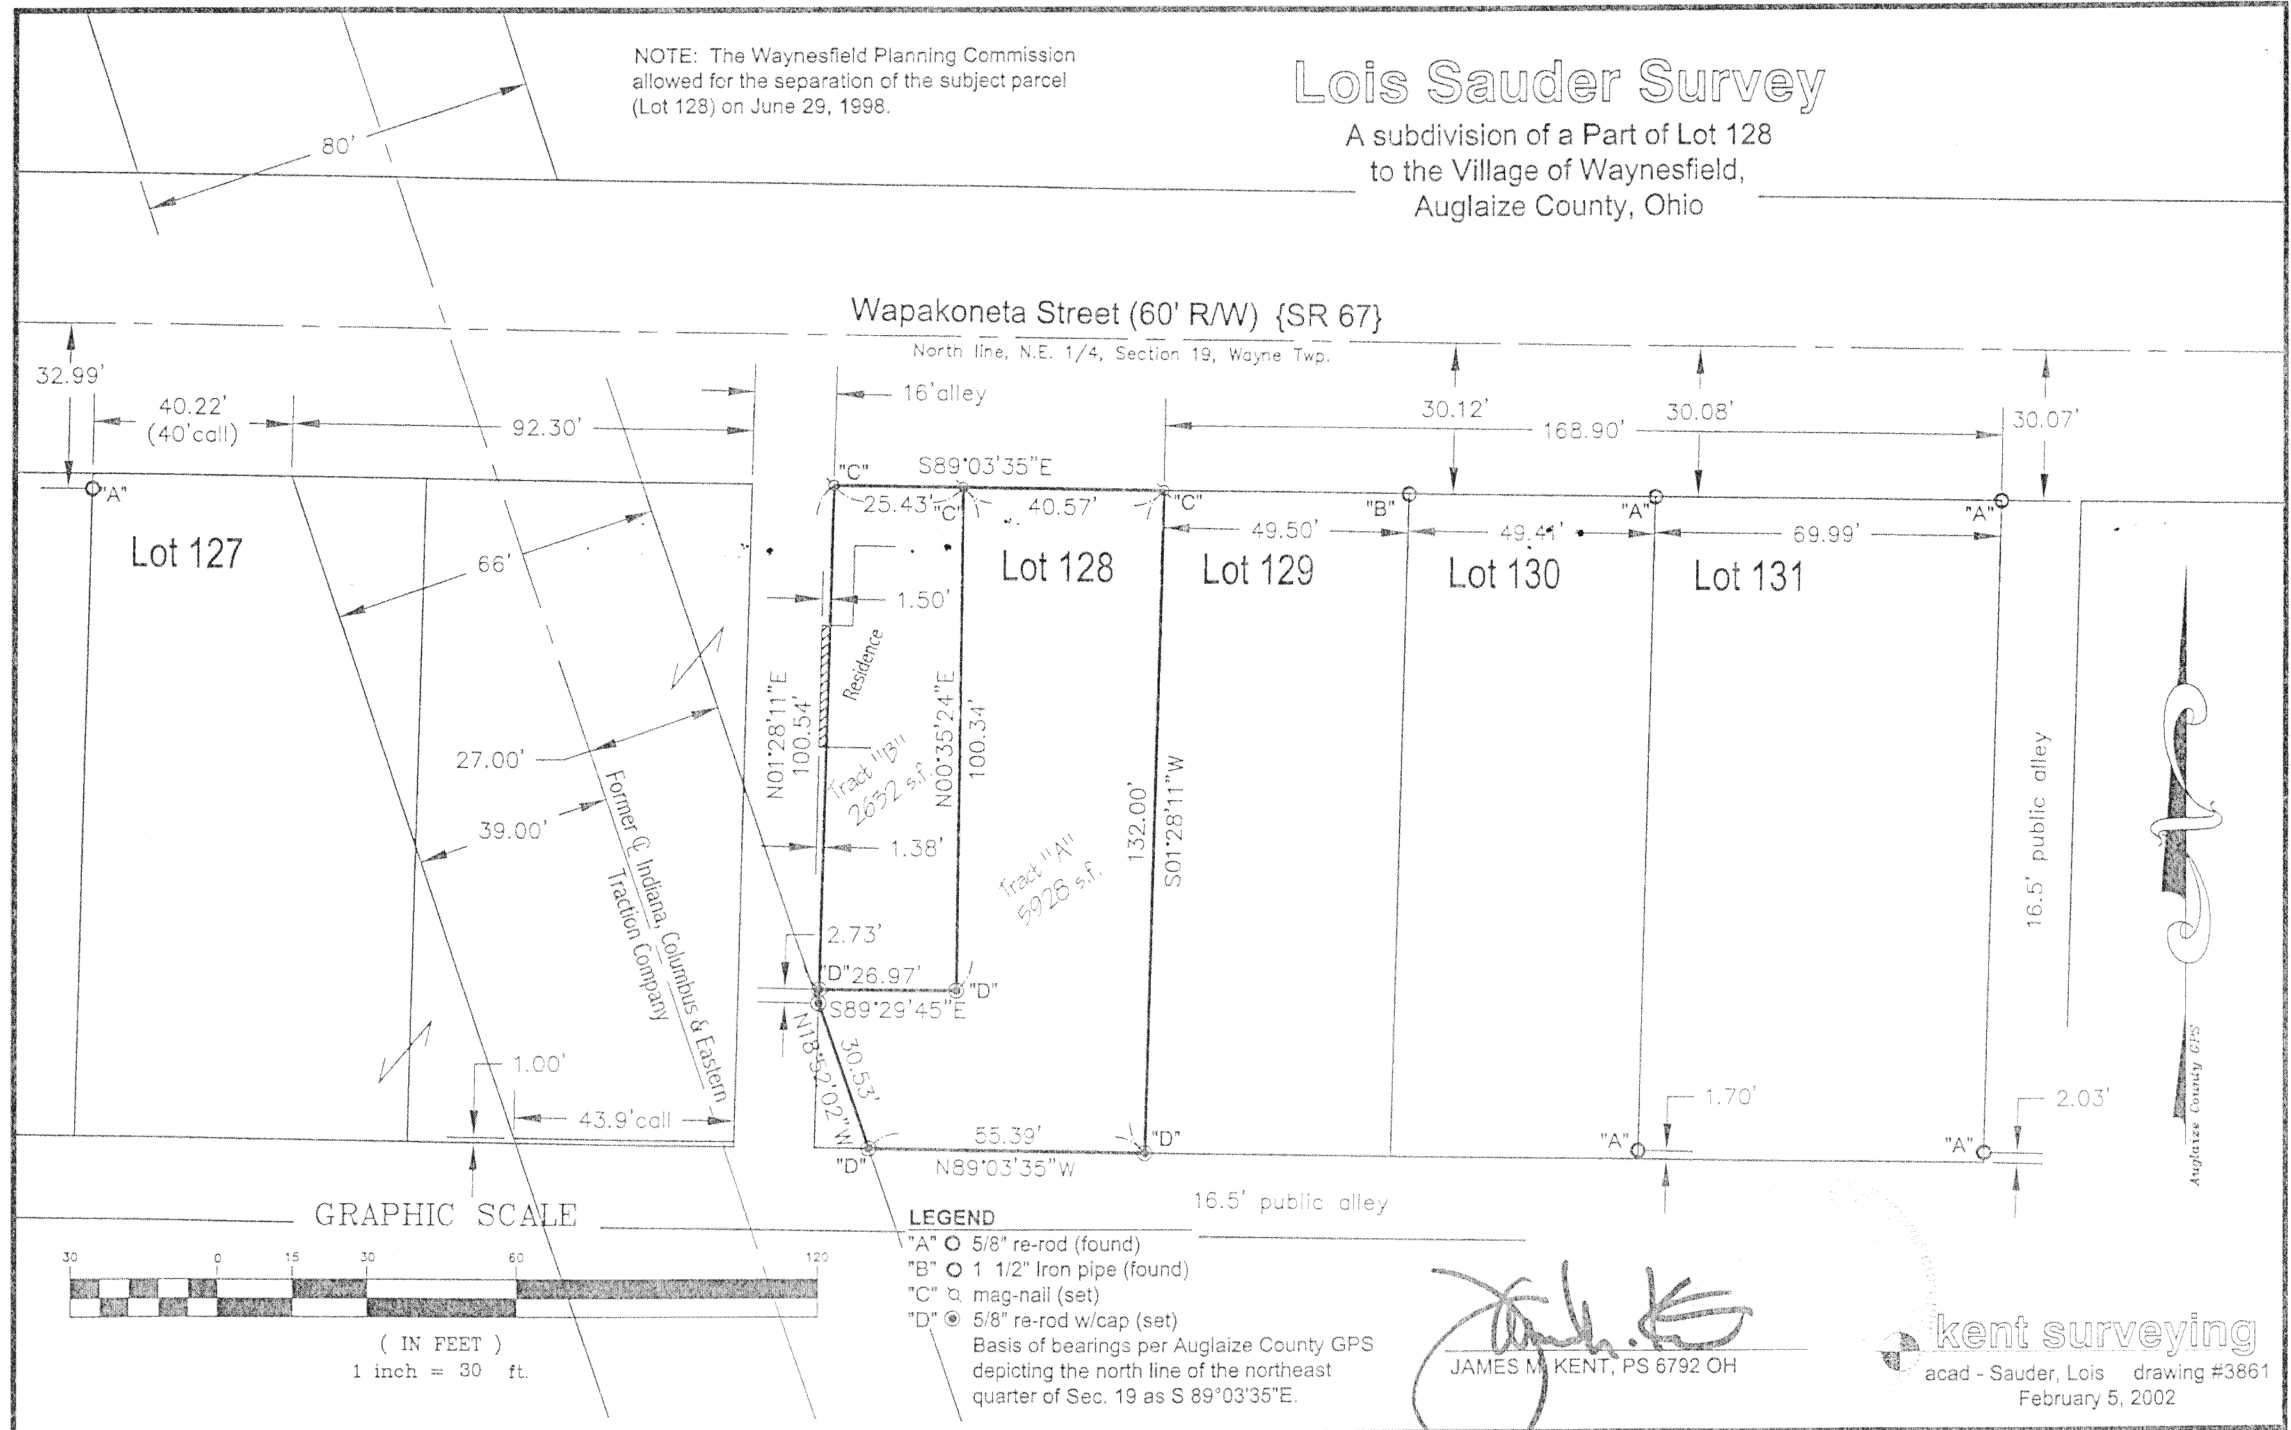 NOTE: The Waynesfield Planning Commission
allowed for the separation of the subject parcel
(Lot 128) on June 29, 1998.
Lois Sauder Survey
A subdivision of a Part of Lot 128
to the Village of Waynesfield,
Auglaize County, Ohio
80'
Wapakoneta Street (60' R/W) {SR 67}
North line, N.E. 1/4, Section 19, Wayne Twp.
32.99'
40.22'
(40'call)
92.30'
16'alley
30.12'
168.90'
30.08'
30.07'
"A"
"C"
S89°03'35"E
25.43'
"C"
40.57'
"C"
"B"
"A"
"A"
49.50'
49.41'
69.99'
Lot 127
Lot 128
Lot 129
Lot 130
Lot 131
66'
1.50'
Residence
N01°28'11"E
100.54'
Tract "B"
2632 s.f.
N00°35'24"E
100.34'
27.00'
39.00'
Former ℄ Indiana, Columbus & Eastern
Traction Company
1.38'
Tract "A"
5928 s.f.
132.00'
S01°28'11"W
16.5' public alley
2.73'
"D"
26.97'
"D"
S89°29'45"E
N18°52'02"W
30.53'
1.00'
43.9'call
"D"
55.39'
N89°03'35"W
"D"
"A"
1.70'
"A"
2.03'
16.5' public alley
Auglaize County GPS
GRAPHIC SCALE
30 0 15 30 60 120
( IN FEET )
1 inch = 30 ft.
LEGEND
"A" 5/8" re-rod (found)
"B" 1 1/2" Iron pipe (found)
"C" mag-nail (set)
"D" 5/8" re-rod w/cap (set)
Basis of bearings per Auglaize County GPS
depicting the north line of the northeast
quarter of Sec. 19 as S 89°03'35"E.
JAMES M. KENT, PS 6792 OH
kent surveying
acad - Sauder, Lois drawing #3861
February 5, 2002